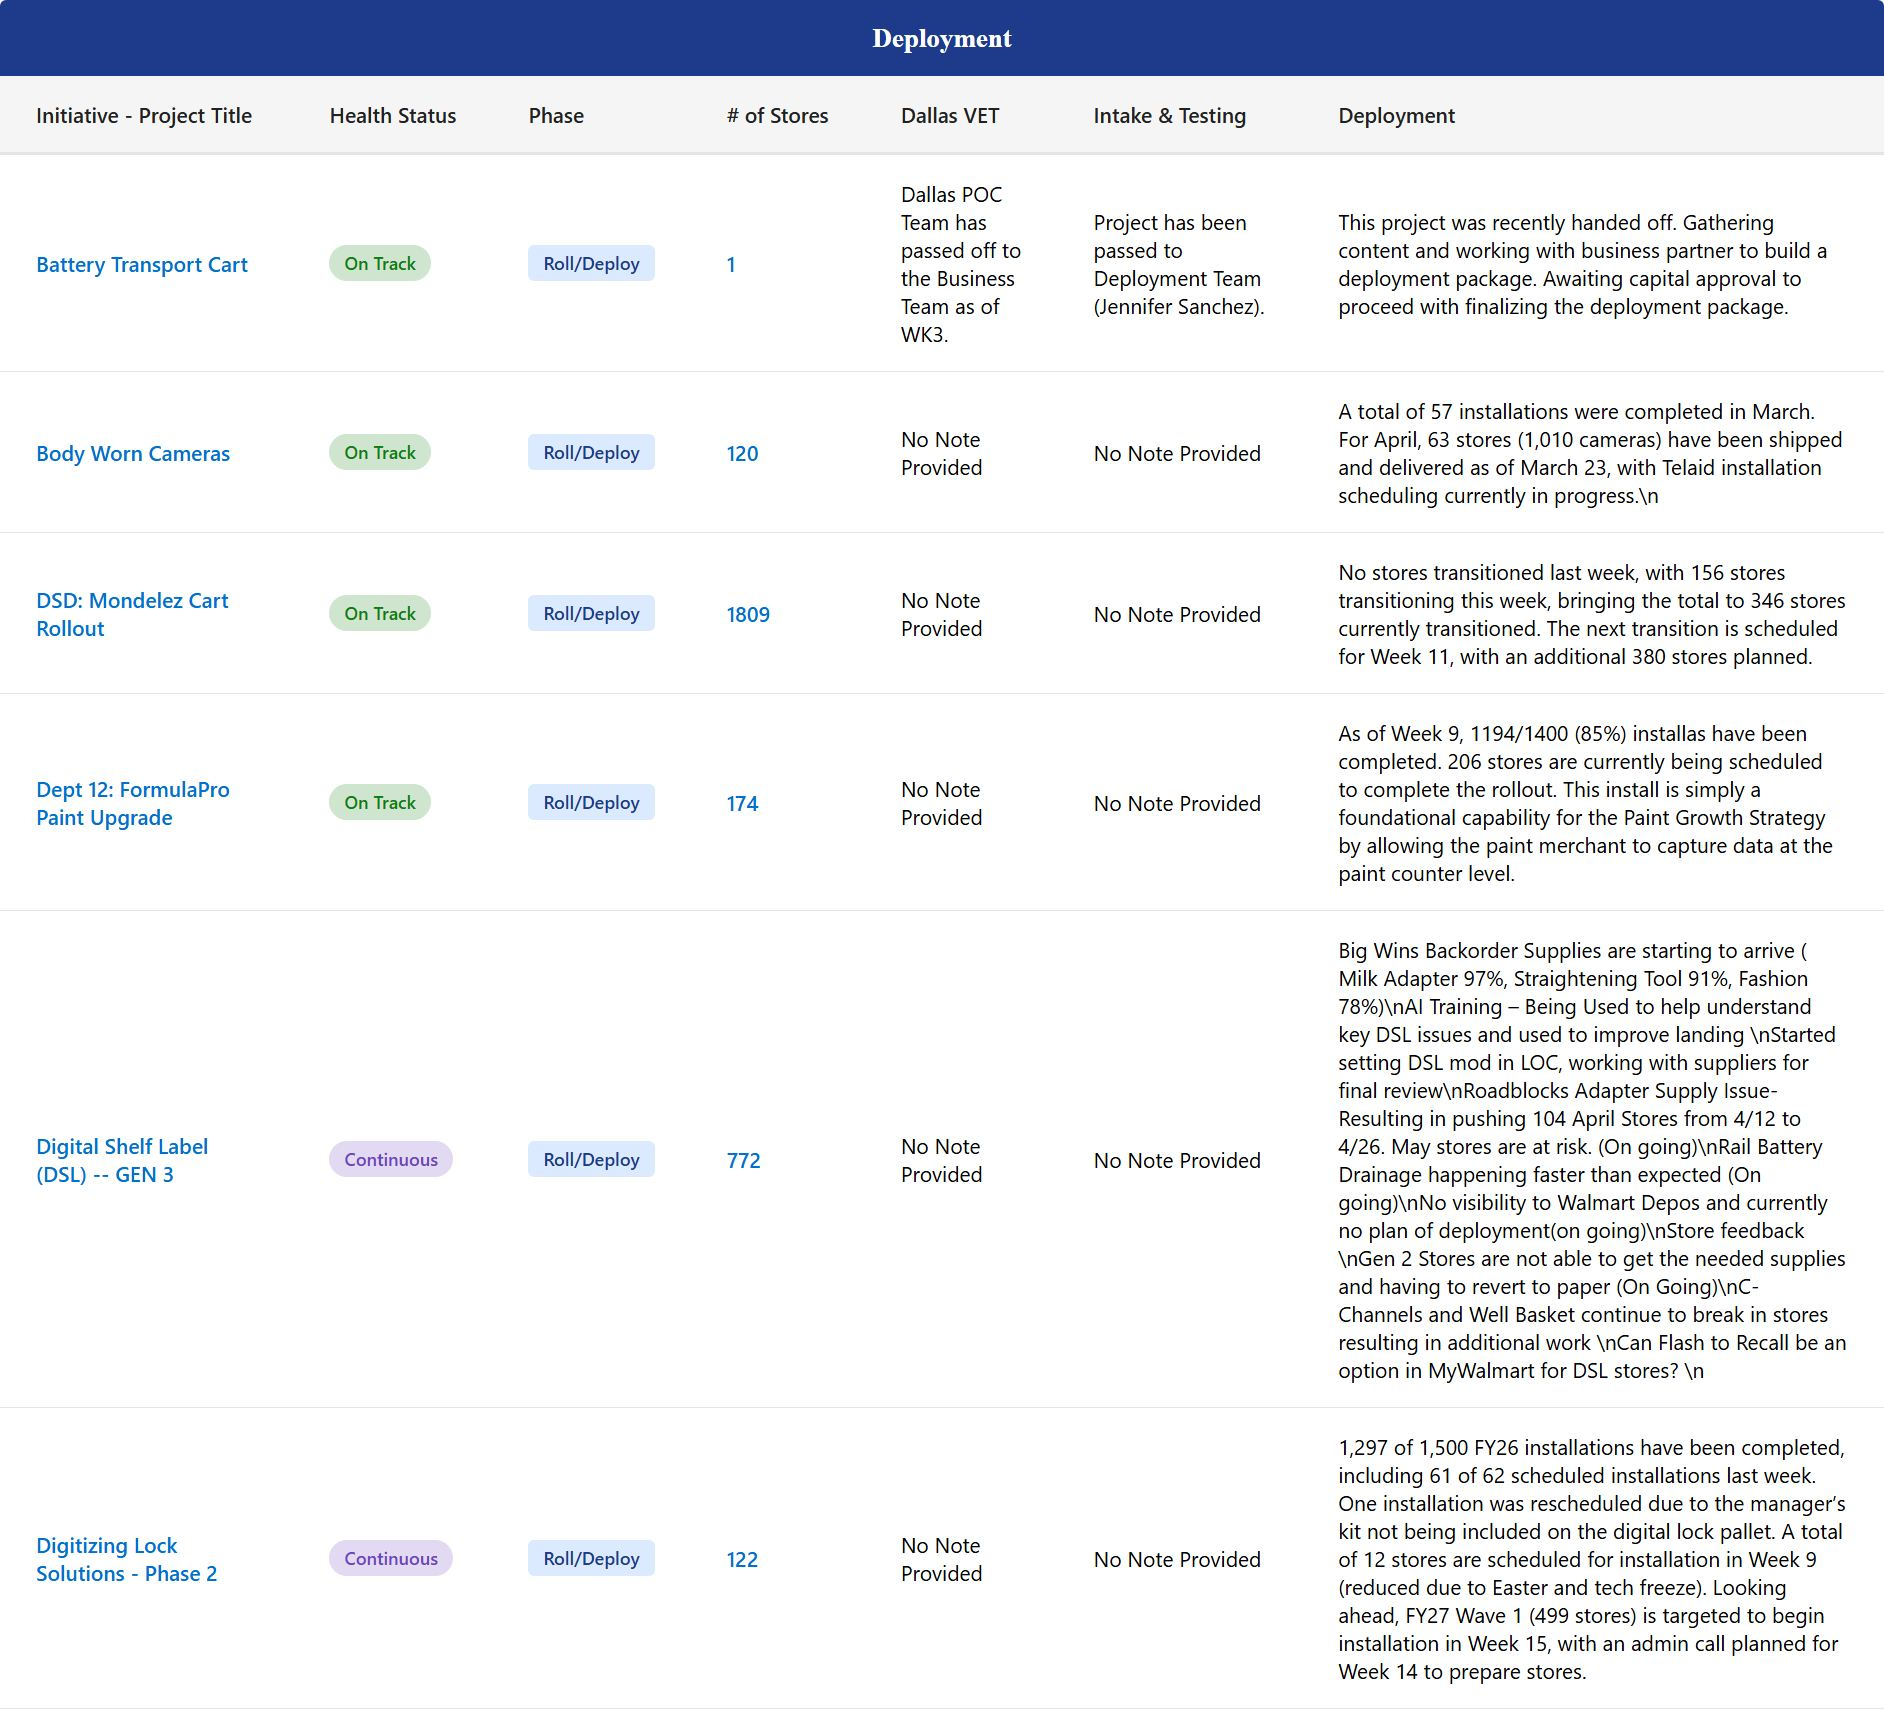 Deployment
Initiative - Project Title
Health Status
Phase
# of Stores
Dallas VET
Intake & Testing
Deployment
Battery Transport Cart
On Track
Roll/Deploy
1
Dallas POC
Team has
passed off to
the Business
Team as of
WK3.
Project has been
passed to
Deployment Team
(Jennifer Sanchez).
This project was recently handed off. Gathering
content and working with business partner to build a
deployment package. Awaiting capital approval to
proceed with finalizing the deployment package.
Body Worn Cameras
On Track
Roll/Deploy
120
No Note
Provided
No Note Provided
A total of 57 installations were completed in March.
For April, 63 stores (1,010 cameras) have been shipped
and delivered as of March 23, with Telaid installation
scheduling currently in progress.\n
DSD: Mondelez Cart
Rollout
On Track
Roll/Deploy
1809
No Note
Provided
No Note Provided
No stores transitioned last week, with 156 stores
transitioning this week, bringing the total to 346 stores
currently transitioned. The next transition is scheduled
for Week 11, with an additional 380 stores planned.
Dept 12: FormulaPro
Paint Upgrade
On Track
Roll/Deploy
174
No Note
Provided
No Note Provided
As of Week 9, 1194/1400 (85%) installas have been
completed. 206 stores are currently being scheduled
to complete the rollout. This install is simply a
foundational capability for the Paint Growth Strategy
by allowing the paint merchant to capture data at the
paint counter level.
Digital Shelf Label
(DSL) -- GEN 3
Continuous
Roll/Deploy
772
No Note
Provided
No Note Provided
Big Wins Backorder Supplies are starting to arrive (
Milk Adapter 97%, Straightening Tool 91%, Fashion
78%)\nAI Training – Being Used to help understand
key DSL issues and used to improve landing \nStarted
setting DSL mod in LOC, working with suppliers for
final review\nRoadblocks Adapter Supply Issue-
Resulting in pushing 104 April Stores from 4/12 to
4/26. May stores are at risk. (On going)\nRail Battery
Drainage happening faster than expected (On
going)\nNo visibility to Walmart Depos and currently
no plan of deployment(on going)\nStore feedback
\nGen 2 Stores are not able to get the needed supplies
and having to revert to paper (On Going)\nC-
Channels and Well Basket continue to break in stores
resulting in additional work \nCan Flash to Recall be an
option in MyWalmart for DSL stores? \n
Digitizing Lock
Solutions - Phase 2
Continuous
Roll/Deploy
122
No Note
Provided
No Note Provided
1,297 of 1,500 FY26 installations have been completed,
including 61 of 62 scheduled installations last week.
One installation was rescheduled due to the manager’s
kit not being included on the digital lock pallet. A total
of 12 stores are scheduled for installation in Week 9
(reduced due to Easter and tech freeze). Looking
ahead, FY27 Wave 1 (499 stores) is targeted to begin
installation in Week 15, with an admin call planned for
Week 14 to prepare stores.